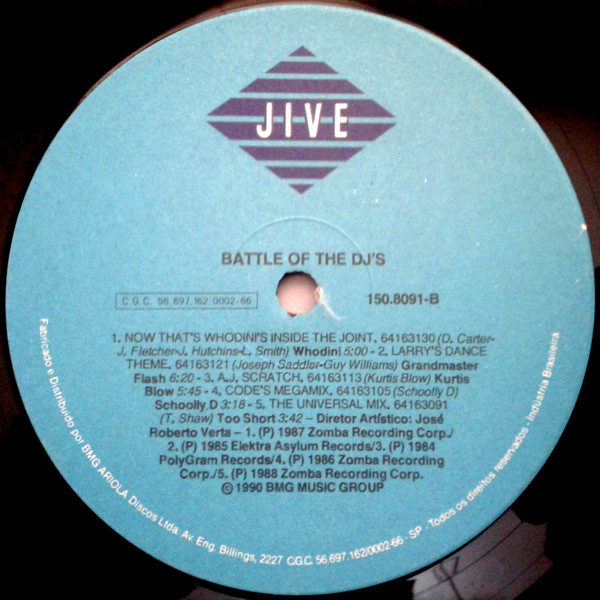 JIVE
BATTLE OF THE DJ'S
C.G.C. 56.697.162/0002-66
150.8091-B
1. NOW THAT'S WHODINI'S INSIDE THE JOINT. 64163130 (D. Carter-
J. Fletcher-J. Hutchins-L. Smith) Whodini 5:00 - 2. LARRY'S DANCE
THEME. 64163121 (Joseph Saddler-Guy Williams) Grandmaster
Flash 6:20 - 3. A.J. SCRATCH. 64163113 (Kurtis Blow) Kurtis
Blow 5:45 - 4. CODE'S MEGAMIX. 64163105 (Schoolly D)
Schoolly D 3:18 - 5. THE UNIVERSAL MIX. 64163091
(T. Shaw) Too Short 3:42 – Diretor Artístico: José
Roberto Verta – 1. (P) 1987 Zomba Recording Corp./
2. (P) 1985 Elektra Asylum Records/3. (P) 1984
PolyGram Records/4. (P) 1986 Zomba Recording
Corp./5. (P) 1988 Zomba Recording Corp.
© 1990 BMG MUSIC GROUP
Fabricado e Distribuido por BMG ARIOLA Discos Ltda. Av. Eng. Billings, 2227 C.G.C. 56.697.162/0002-66 - SP - Todos os direitos reservados - Industria Brasileira